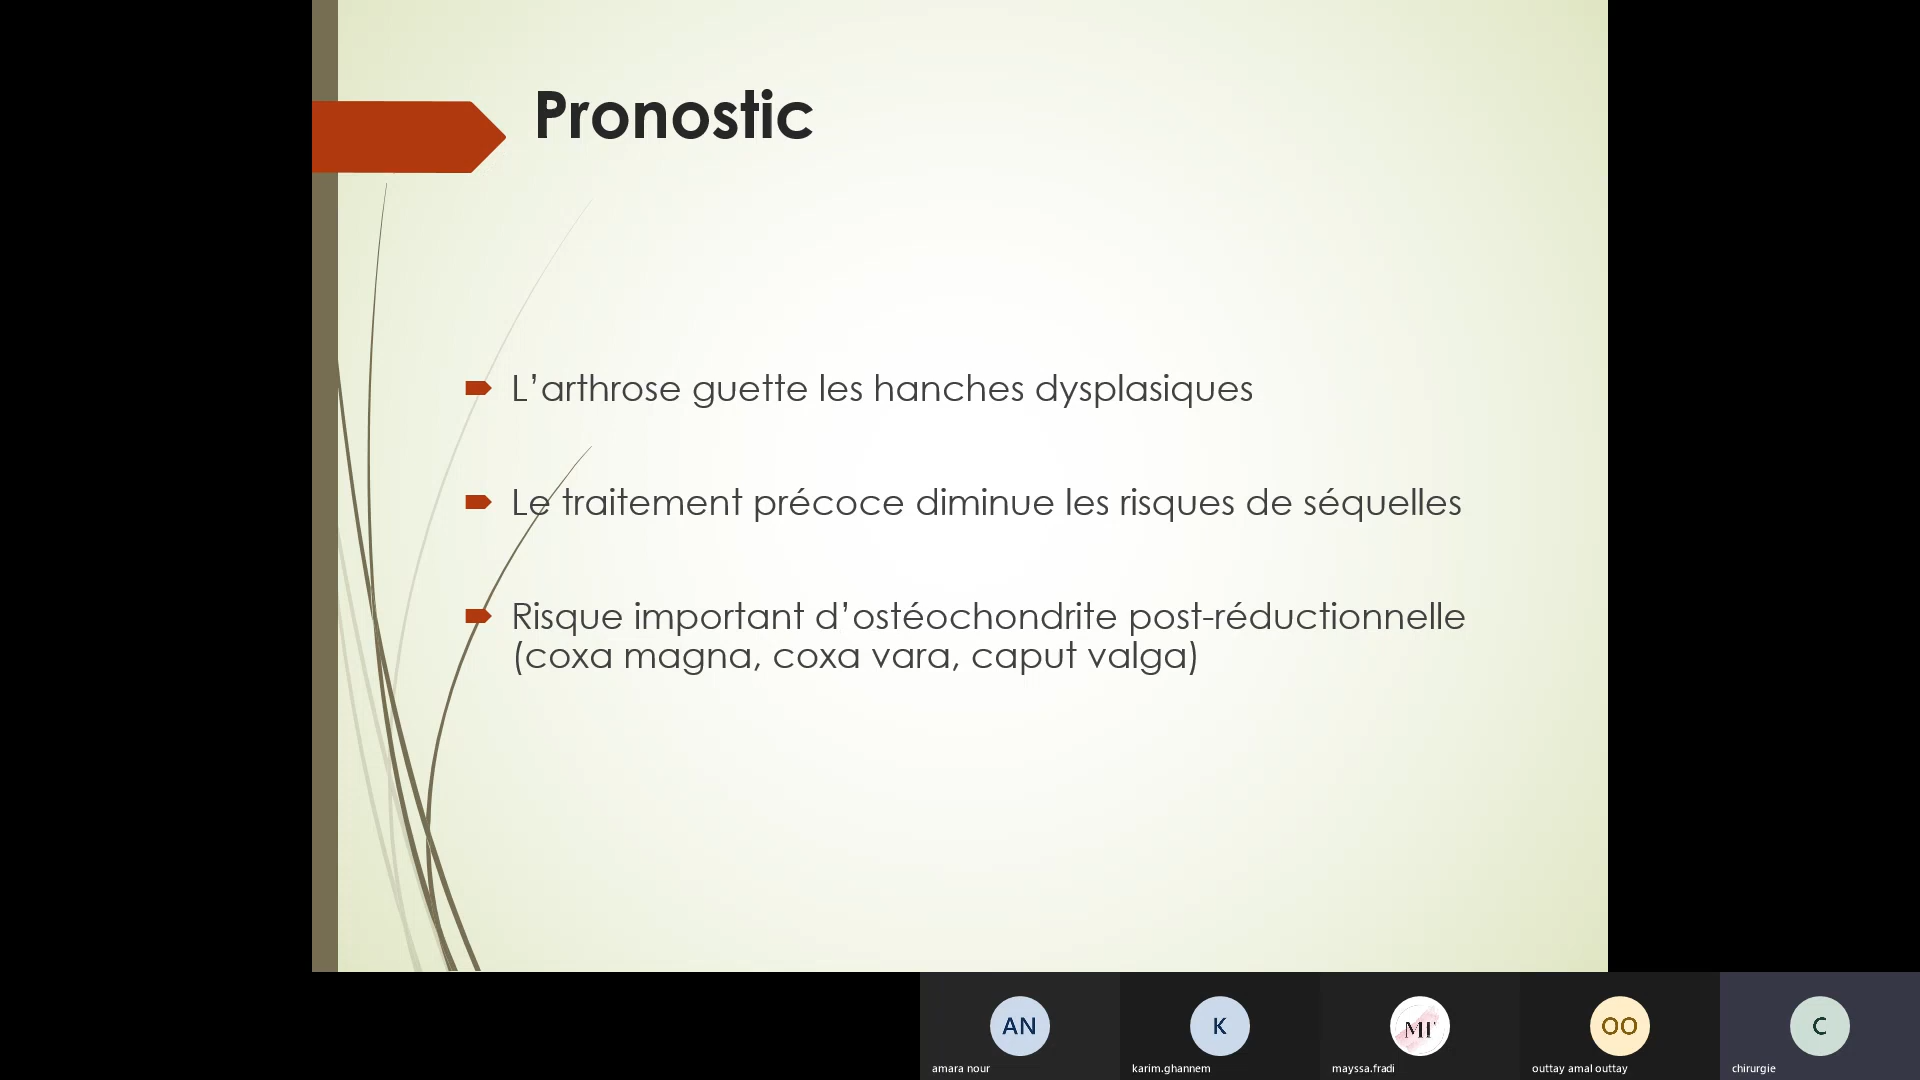 Pronostic
L’arthrose guette les hanches dysplasiques
Le traitement précoce diminue les risques de séquelles
Risque important d’ostéochondrite post-réductionnelle
(coxa magna, coxa vara, caput valga)
AN
K
MF
OO
C
amara nour
karim.ghannem
mayssa.fradi
outtay amal outtay
chirurgie